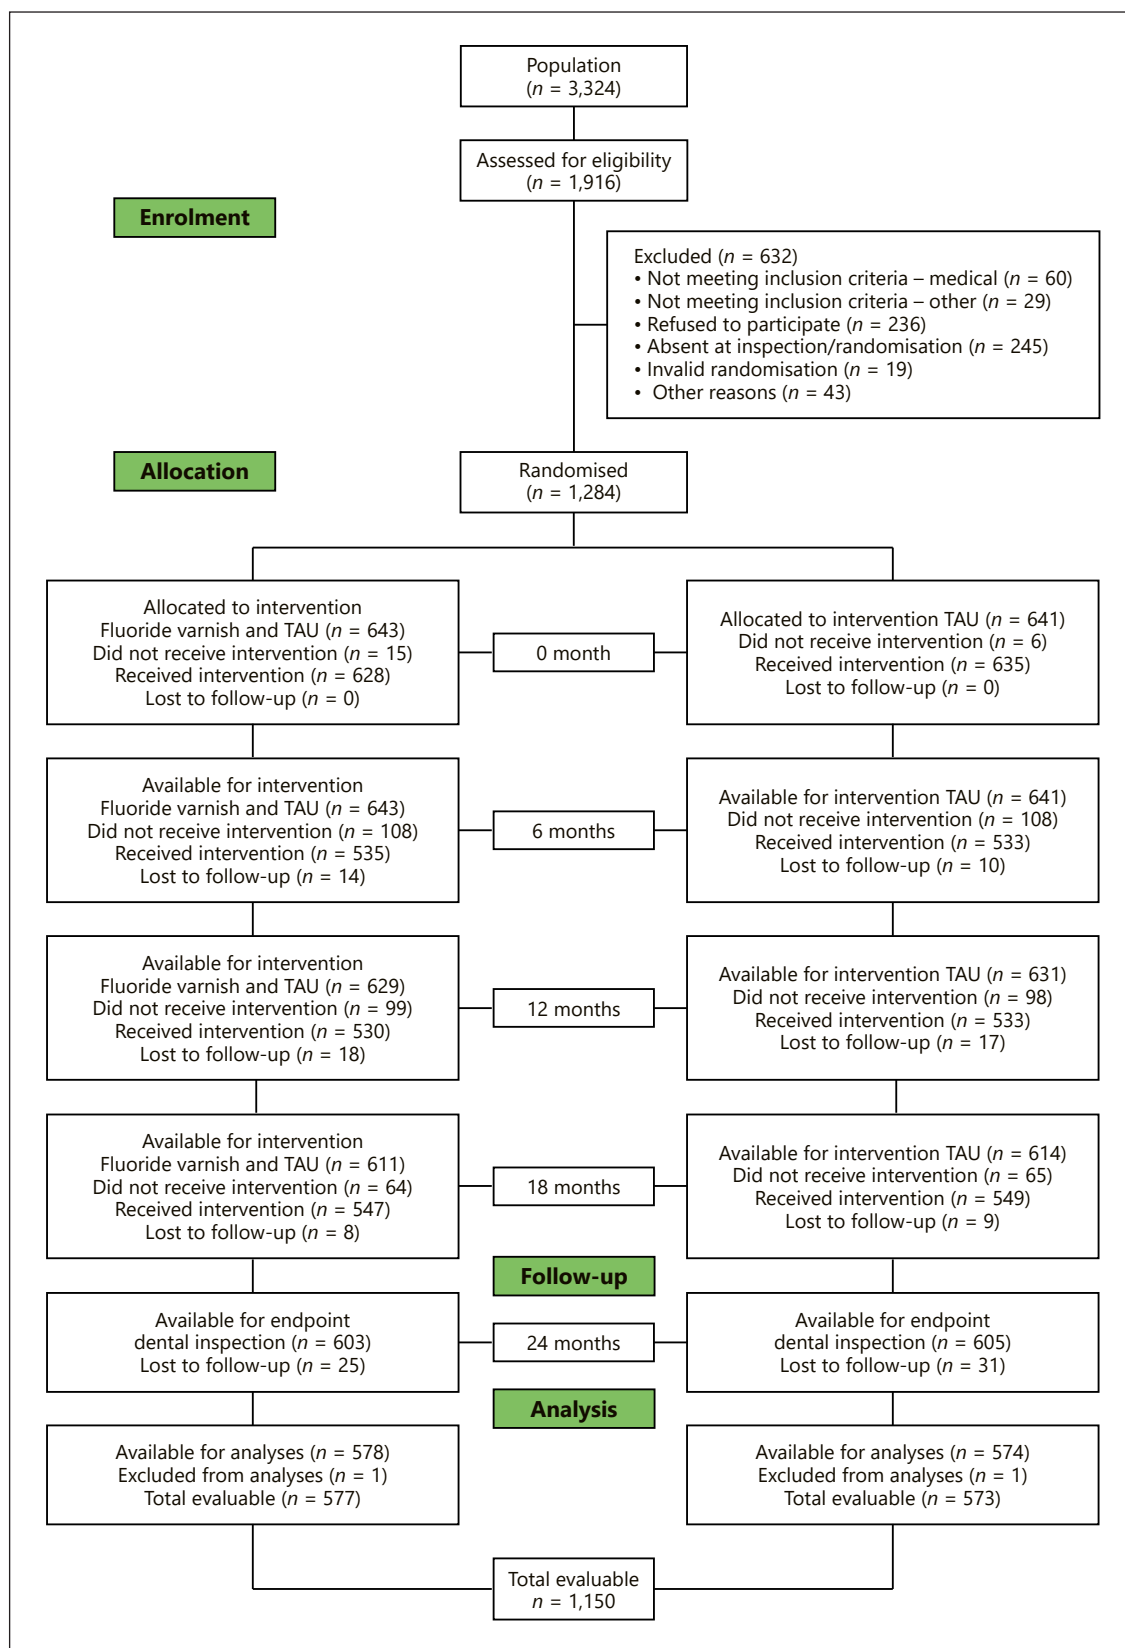 Population
(n = 3,324)
Assessed for eligibility
(n = 1,916)
Enrolment
Excluded (n = 632)
• Not meeting inclusion criteria – medical (n = 60)
• Not meeting inclusion criteria – other (n = 29)
• Refused to participate (n = 236)
• Absent at inspection/randomisation (n = 245)
• Invalid randomisation (n = 19)
• Other reasons (n = 43)
Allocation
Randomised
(n = 1,284)
Allocated to intervention
Fluoride varnish and TAU (n = 643)
Did not receive intervention (n = 15)
Received intervention (n = 628)
Lost to follow-up (n = 0)
0 month
Allocated to intervention TAU (n = 641)
Did not receive intervention (n = 6)
Received intervention (n = 635)
Lost to follow-up (n = 0)
Available for intervention
Fluoride varnish and TAU (n = 643)
Did not receive intervention (n = 108)
Received intervention (n = 535)
Lost to follow-up (n = 14)
6 months
Available for intervention TAU (n = 641)
Did not receive intervention (n = 108)
Received intervention (n = 533)
Lost to follow-up (n = 10)
Available for intervention
Fluoride varnish and TAU (n = 629)
Did not receive intervention (n = 99)
Received intervention (n = 530)
Lost to follow-up (n = 18)
12 months
Available for intervention TAU (n = 631)
Did not receive intervention (n = 98)
Received intervention (n = 533)
Lost to follow-up (n = 17)
Available for intervention
Fluoride varnish and TAU (n = 611)
Did not receive intervention (n = 64)
Received intervention (n = 547)
Lost to follow-up (n = 8)
18 months
Available for intervention TAU (n = 614)
Did not receive intervention (n = 65)
Received intervention (n = 549)
Lost to follow-up (n = 9)
Follow-up
Available for endpoint
dental inspection (n = 603)
Lost to follow-up (n = 25)
24 months
Available for endpoint
dental inspection (n = 605)
Lost to follow-up (n = 31)
Analysis
Available for analyses (n = 578)
Excluded from analyses (n = 1)
Total evaluable (n = 577)
Available for analyses (n = 574)
Excluded from analyses (n = 1)
Total evaluable (n = 573)
Total evaluable
n = 1,150